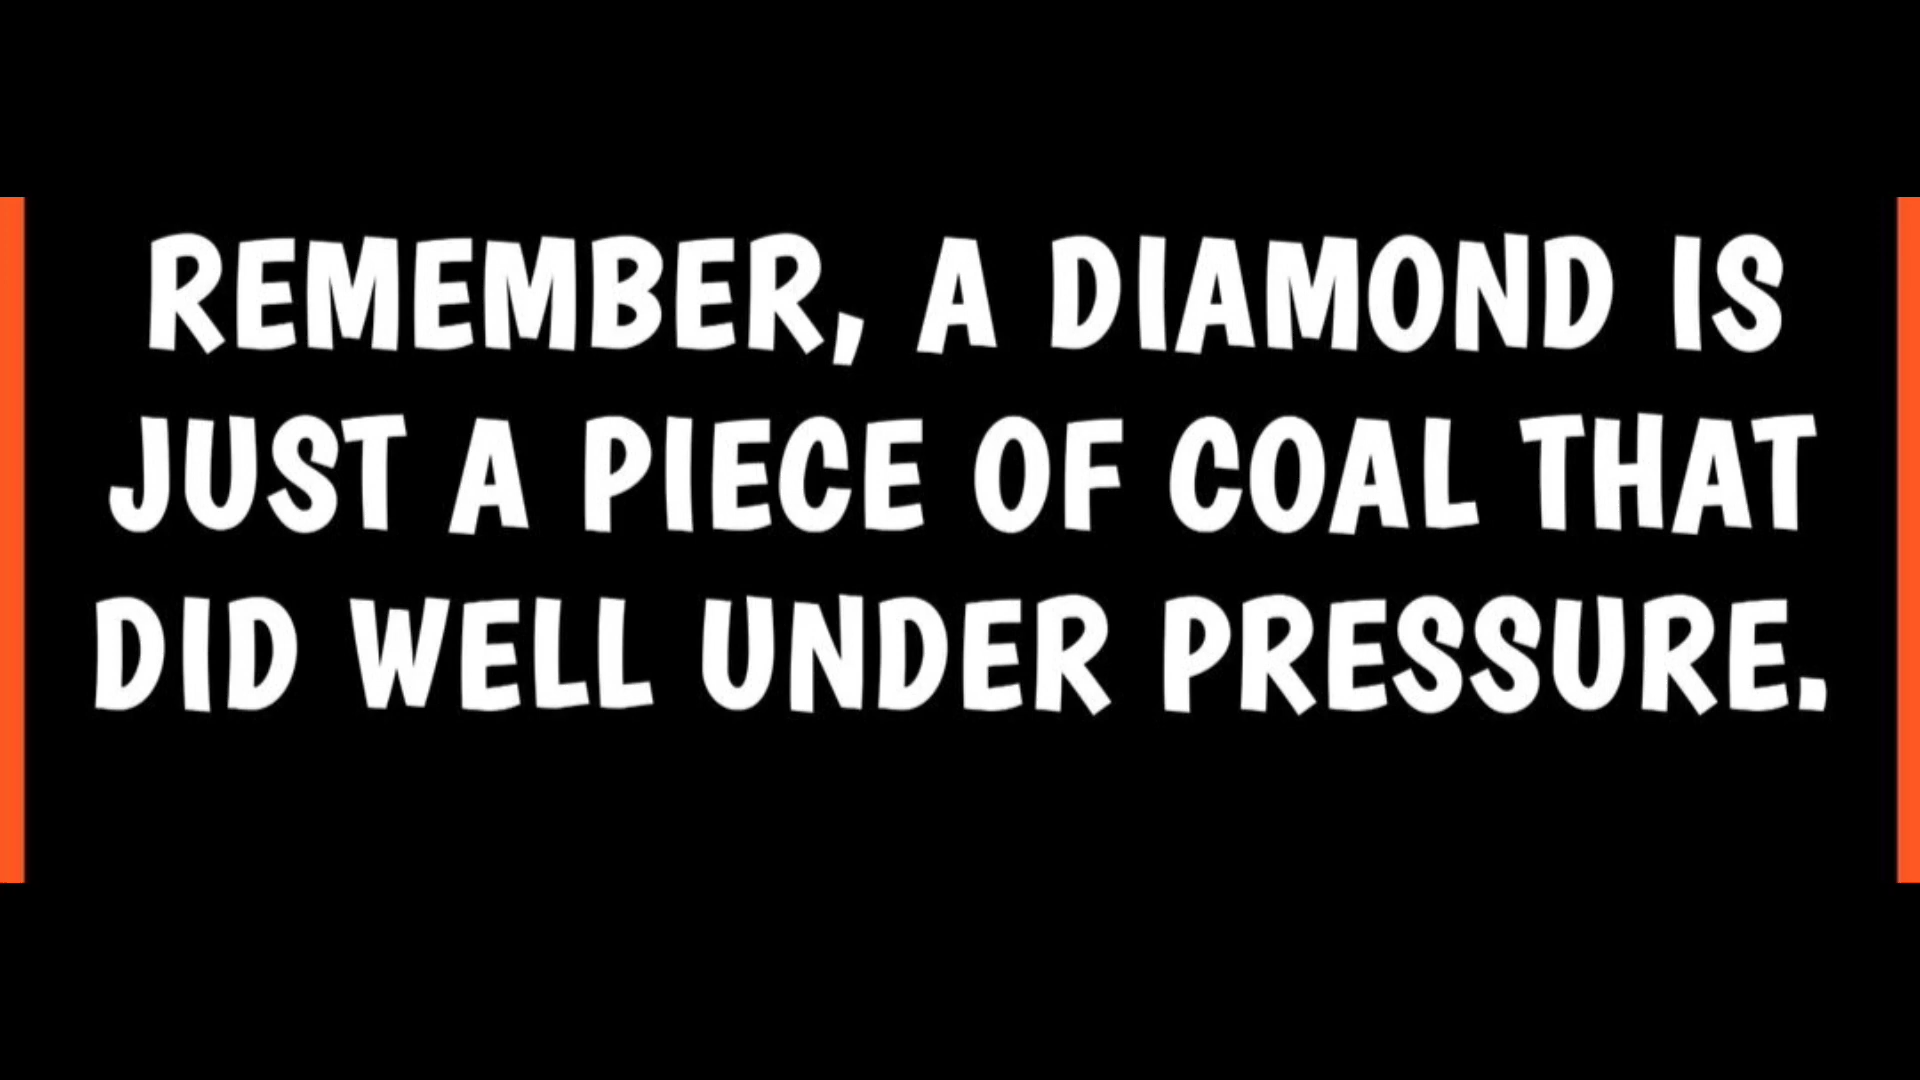 REMEMBER, A DIAMOND IS
JUST A PIECE OF COAL THAT
DID WELL UNDER PRESSURE.